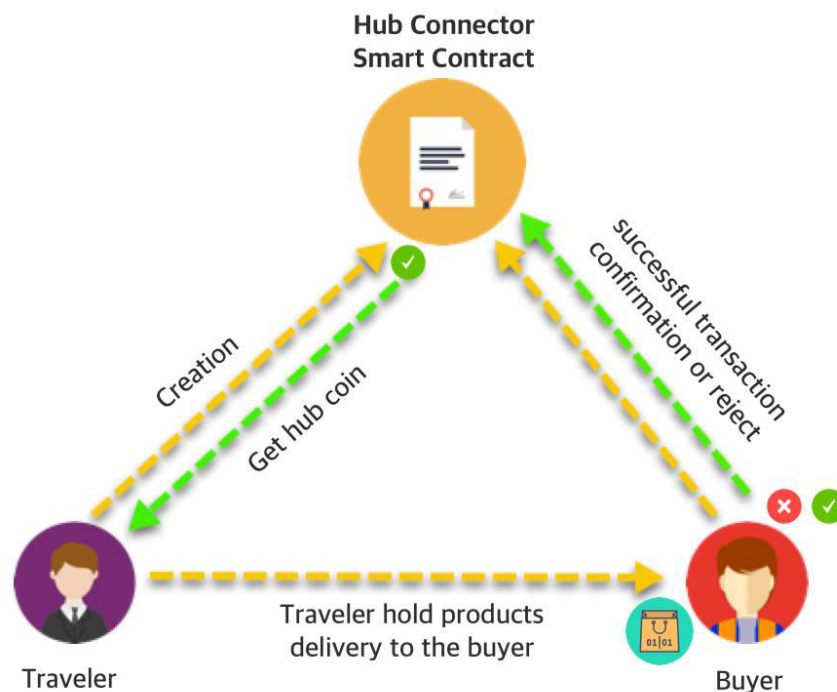 Hub Connector
Smart Contract
successful transaction
confirmation or reject
Creation
Get hub coin
Traveler hold products
delivery to the buyer
01|01
Traveler
Buyer